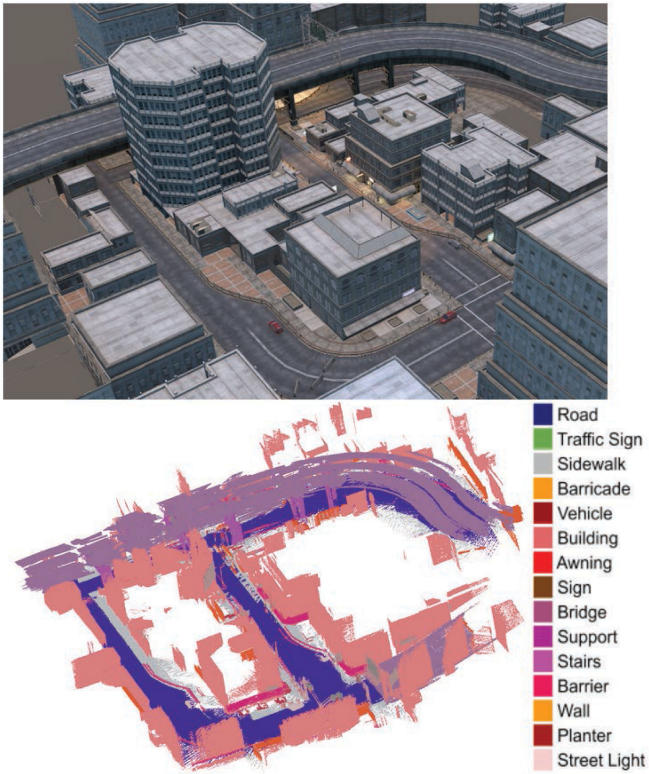 Road
Traffic Sign
Sidewalk
Barricade
Vehicle
Building
Awning
Sign
Bridge
Support
Stairs
Barrier
Wall
Planter
Street Light